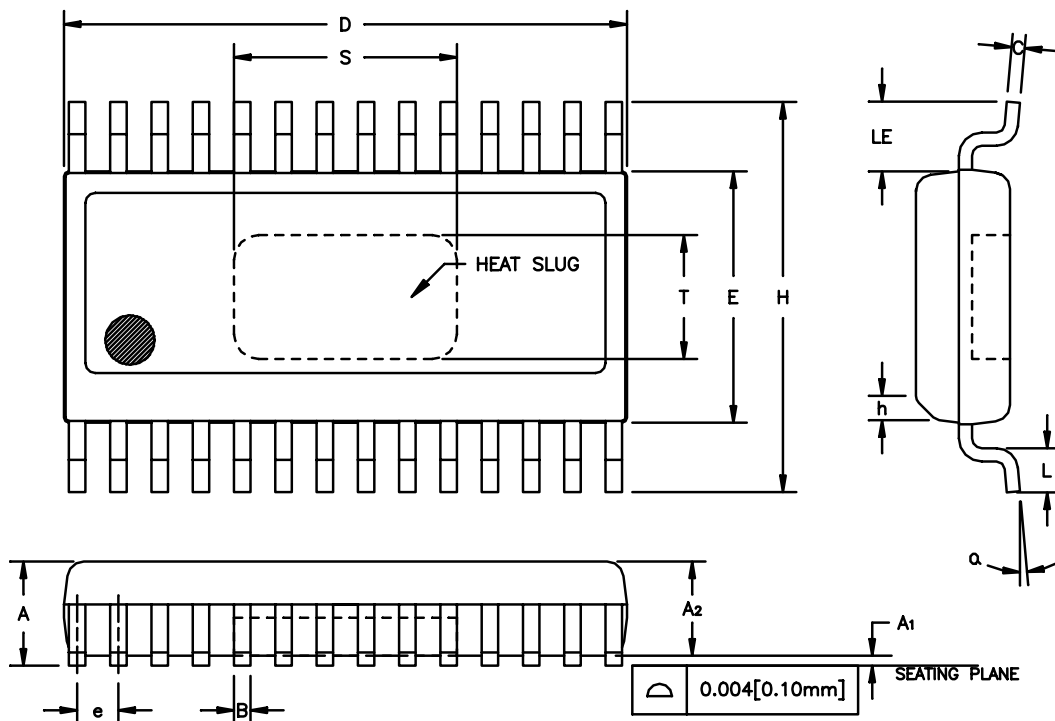 D
S
C
LE
HEAT SLUG
T
E
H
h
L
α
A
A2
A1
SEATING PLANE
0.004[0.10mm]
e
B